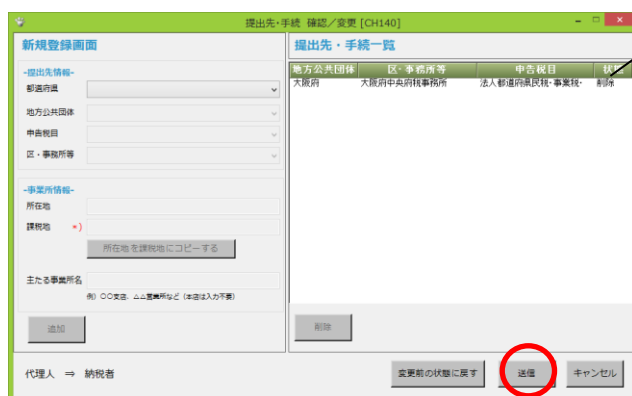 提出先・手続 確認／変更 [CH140]
新規登録画面
-提出先情報-
都道府県
地方公共団体
申告税目
区・事務所等
-事業所情報-
所在地
課税地 *)
所在地を課税地にコピーする
主たる事業所名
例）〇〇支店、△△営業所など（本店は入力不要）
追加
提出先・手続一覧
地方公共団体 区・事務所等 申告税目 状態
大阪府 大阪府中央府税事務所 法人都道府県民税・事業税・ 削除
削除
代理人 ⇒ 納税者
変更前の状態に戻す
送信
キャンセル